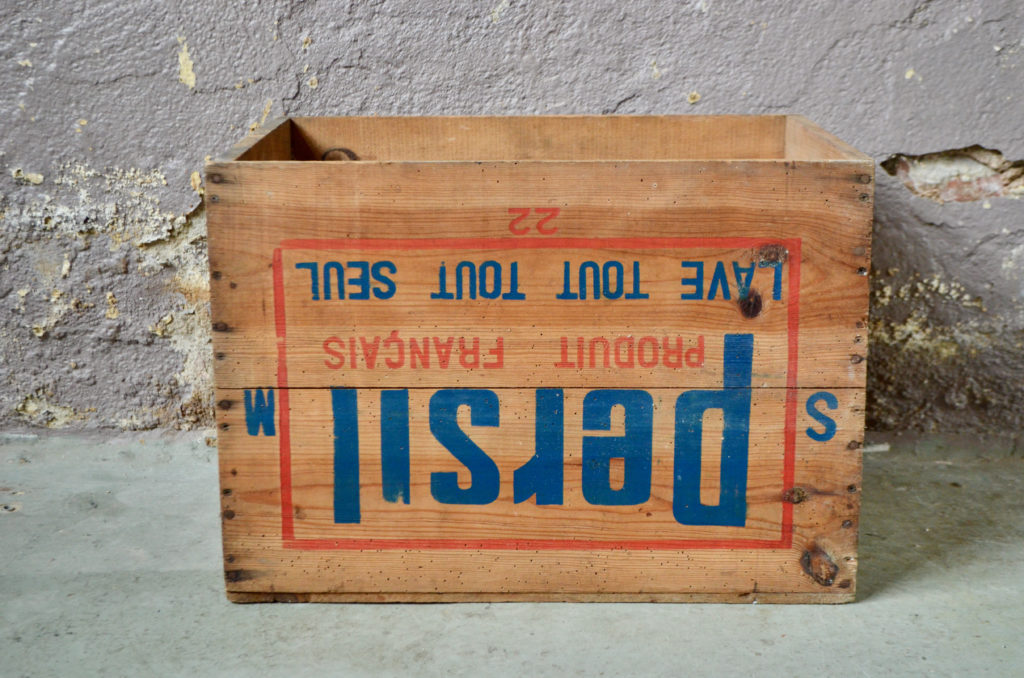 S persil M
PRODUIT FRANÇAIS
LAVE TOUT TOUT SEUL
22